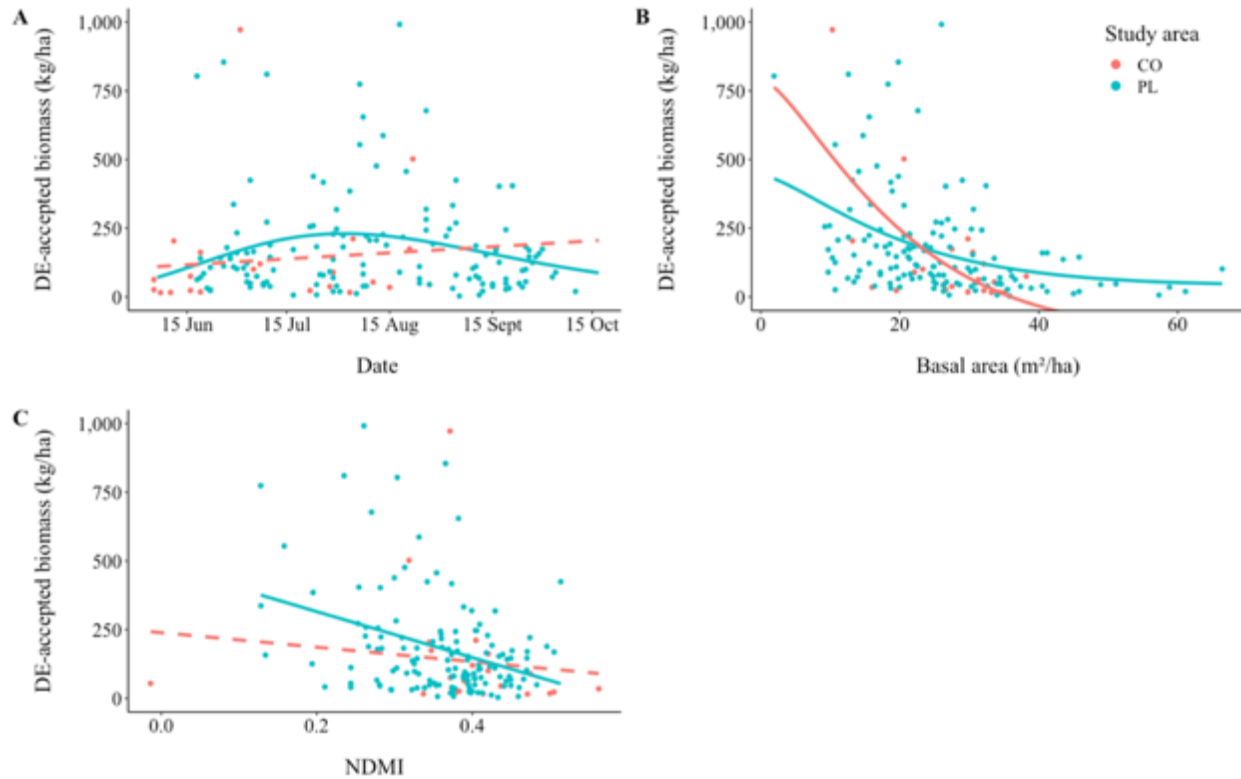 A
DE-accepted biomass (kg/ha)
1,000
750
500
250
0
15 Jun
15 Jul
15 Aug
15 Sept
15 Oct
Date
B
DE-accepted biomass (kg/ha)
1,000
750
500
250
0
0
20
40
60
Basal area (m²/ha)
Study area
CO
PL
C
DE-accepted biomass (kg/ha)
1,000
750
500
250
0
0.0
0.2
0.4
NDMI